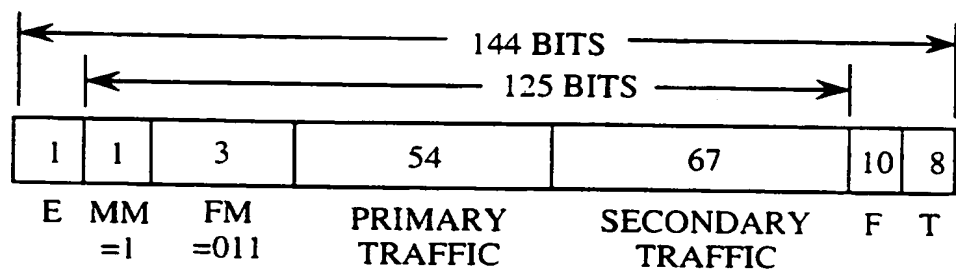 144 BITS
125 BITS
1 1 3 54 67 10 8
E MM FM PRIMARY SECONDARY F T
=1 =011 TRAFFIC TRAFFIC